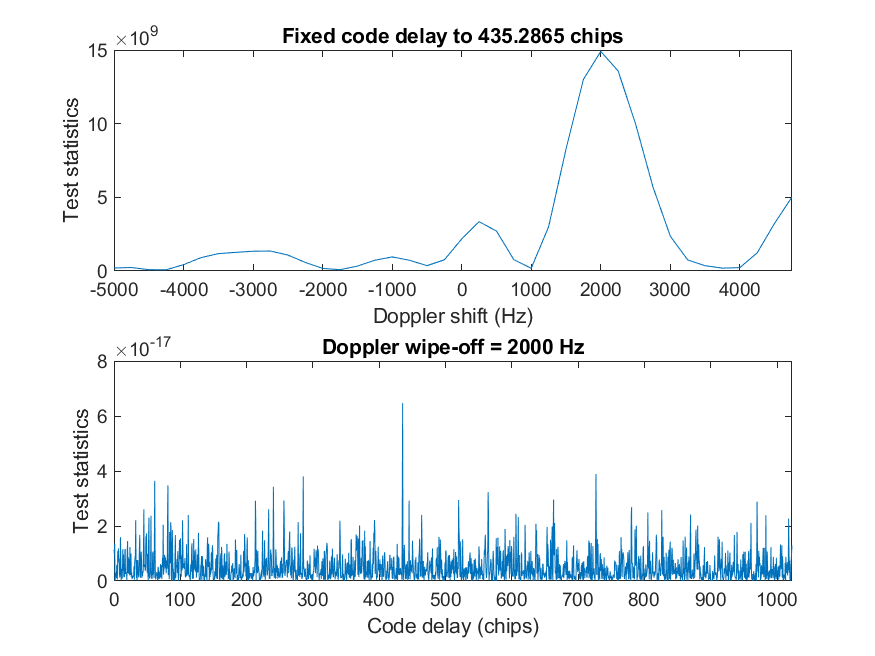 ×10^9
Fixed code delay to 435.2865 chips
15
10
5
0
Test statistics
-5000 -4000 -3000 -2000 -1000 0 1000 2000 3000 4000
Doppler shift (Hz)
×10^-17
Doppler wipe-off = 2000 Hz
8
6
4
2
0
Test statistics
0 100 200 300 400 500 600 700 800 900 1000
Code delay (chips)